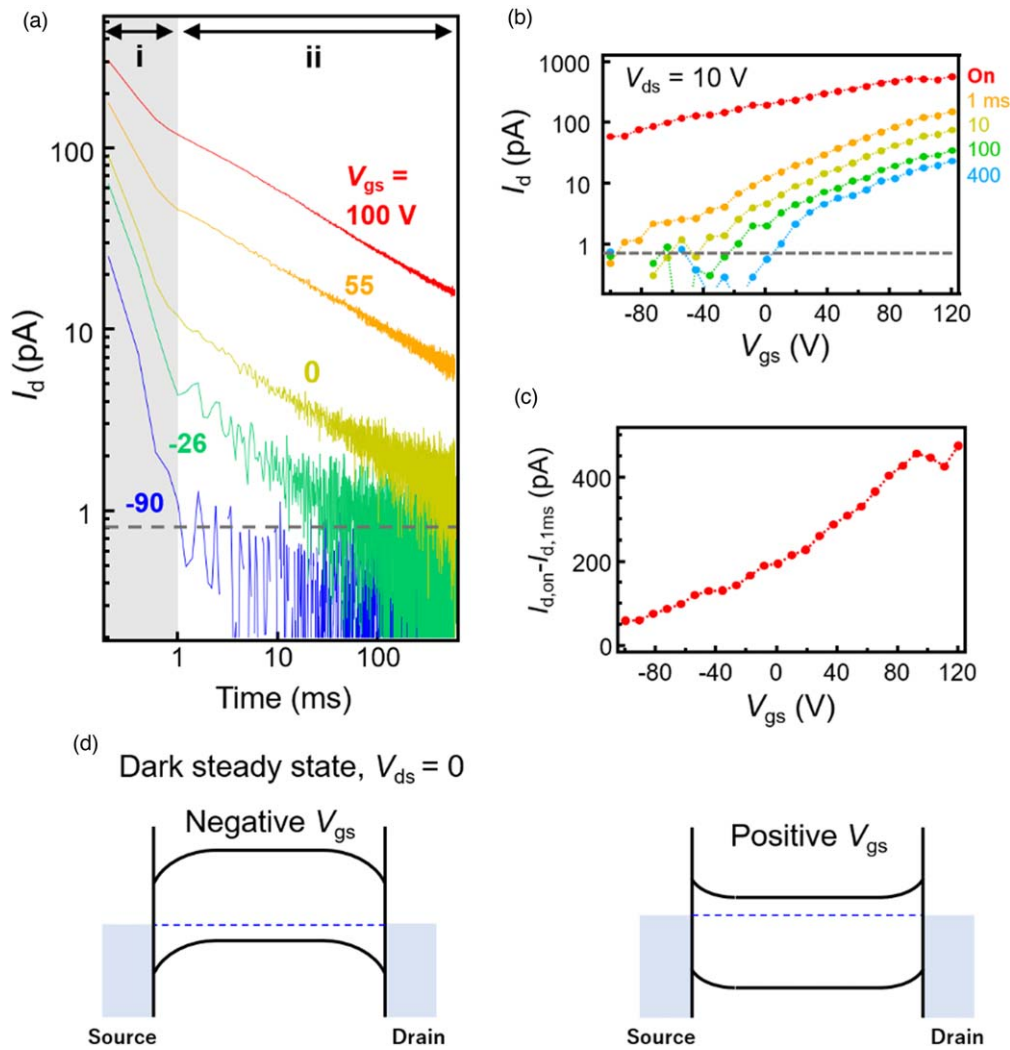 (a)
i
ii
100
10
1
I_d (pA)
V_gs =
100 V
55
0
-26
-90
1
10
100
Time (ms)
(b)
V_ds = 10 V
1000
100
10
1
I_d (pA)
On
1 ms
10
100
400
-80
-40
0
40
80
120
V_gs (V)
(c)
400
200
0
I_d,on-I_d,1ms (pA)
-80
-40
0
40
80
120
V_gs (V)
(d)
Dark steady state, V_ds = 0
Negative V_gs
Source
Drain
Positive V_gs
Source
Drain